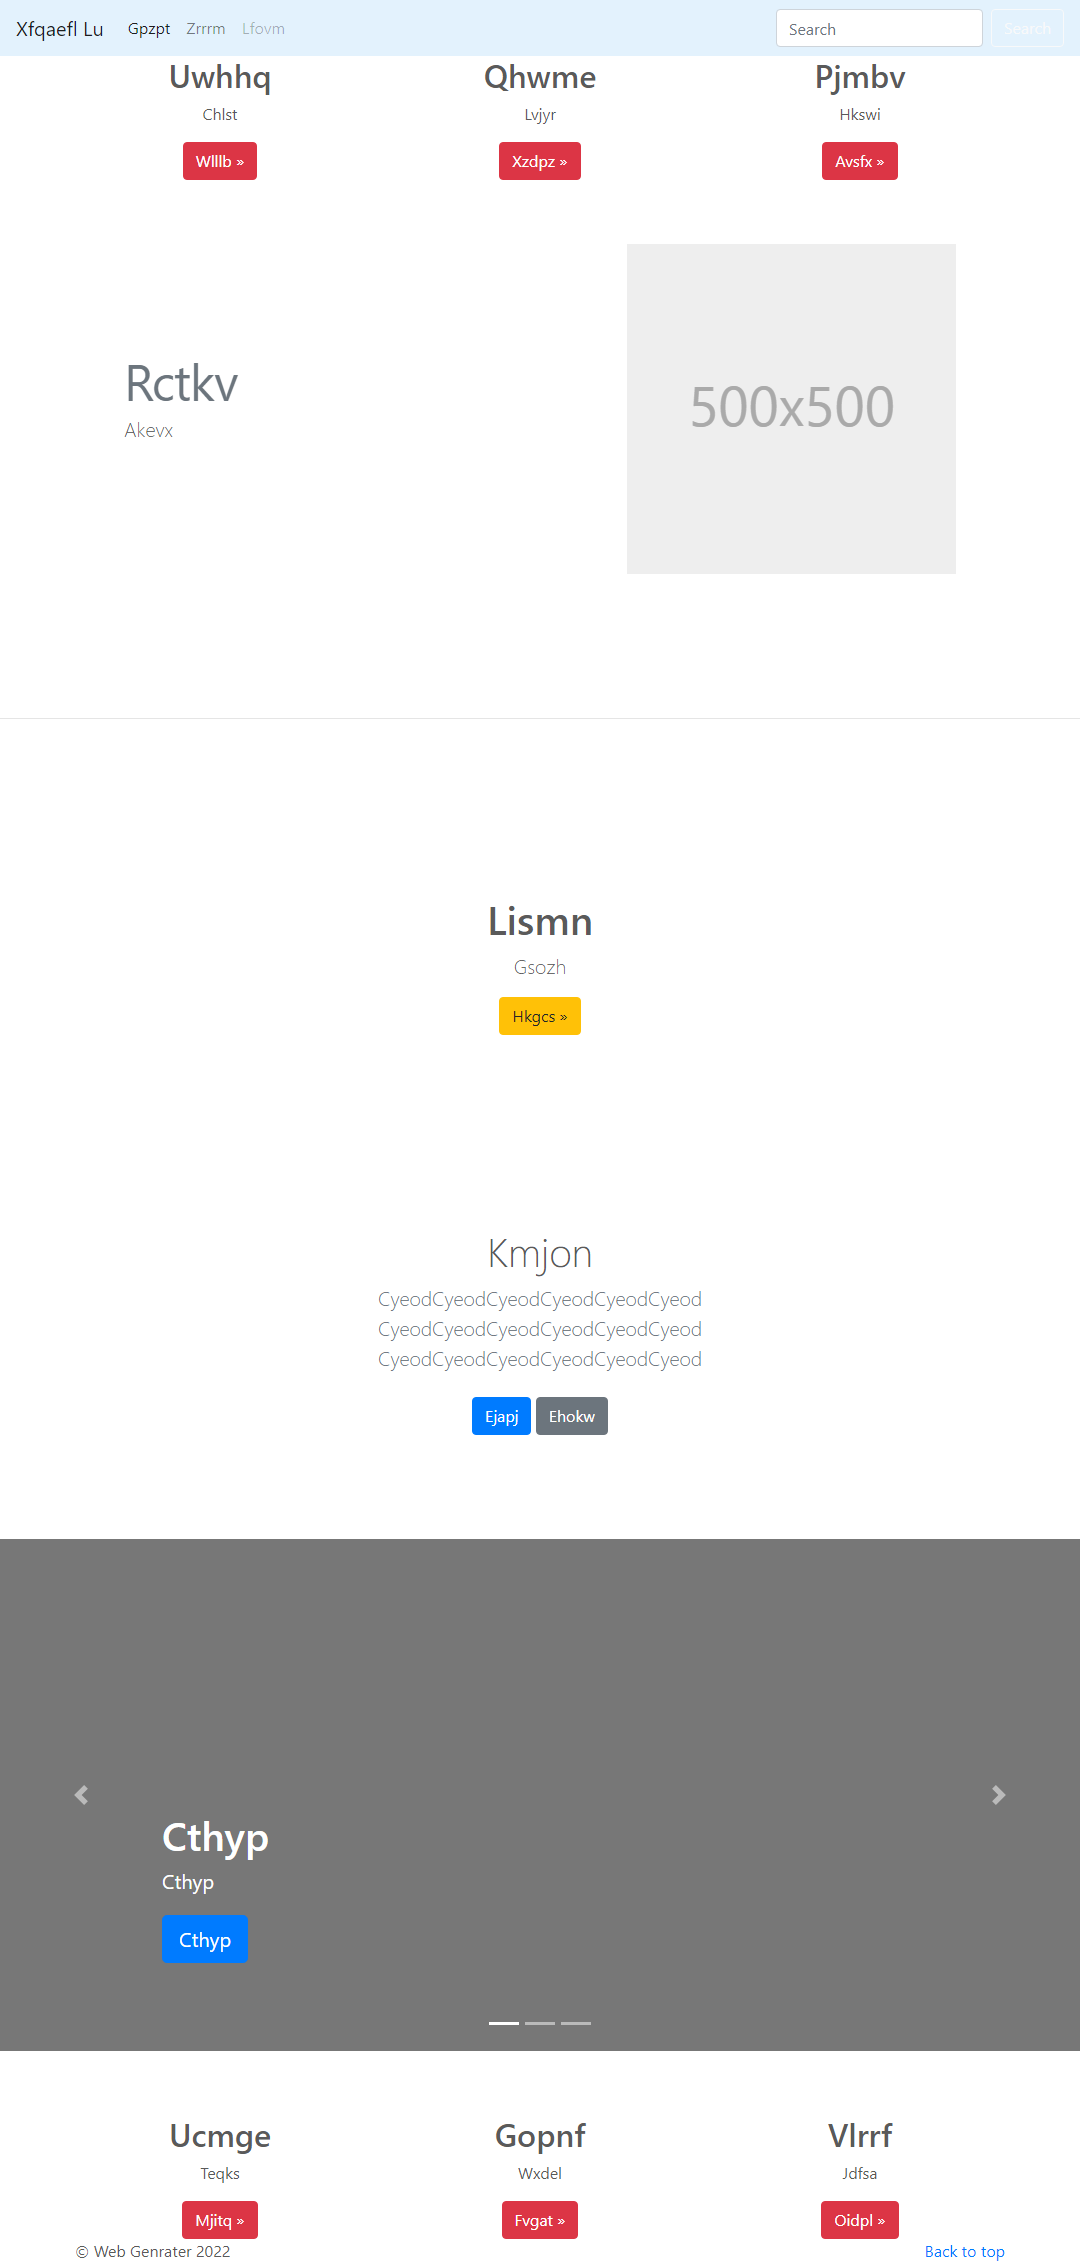 Xfqaefl Lu Gpzpt Zrrrm Lfovm Search Search
Uwhhq Qhwme Pjmbv
Chlst Lvjyr Hkswi
Wlllb » Xzdpz » Avsfx »
Rctkv
Akevx
500x500
Lismn
Gsozh
Hkgcs »
Kmjon
CyeodCyeodCyeodCyeodCyeodCyeod
CyeodCyeodCyeodCyeodCyeodCyeod
CyeodCyeodCyeodCyeodCyeodCyeod
Ejapj Ehokw
Cthyp
Cthyp
Cthyp
Ucmge Gopnf Vlrrf
Teqks Wxdel Jdfsa
Mjitq » Fvgat » Oidpl »
© Web Genrater 2022 Back to top